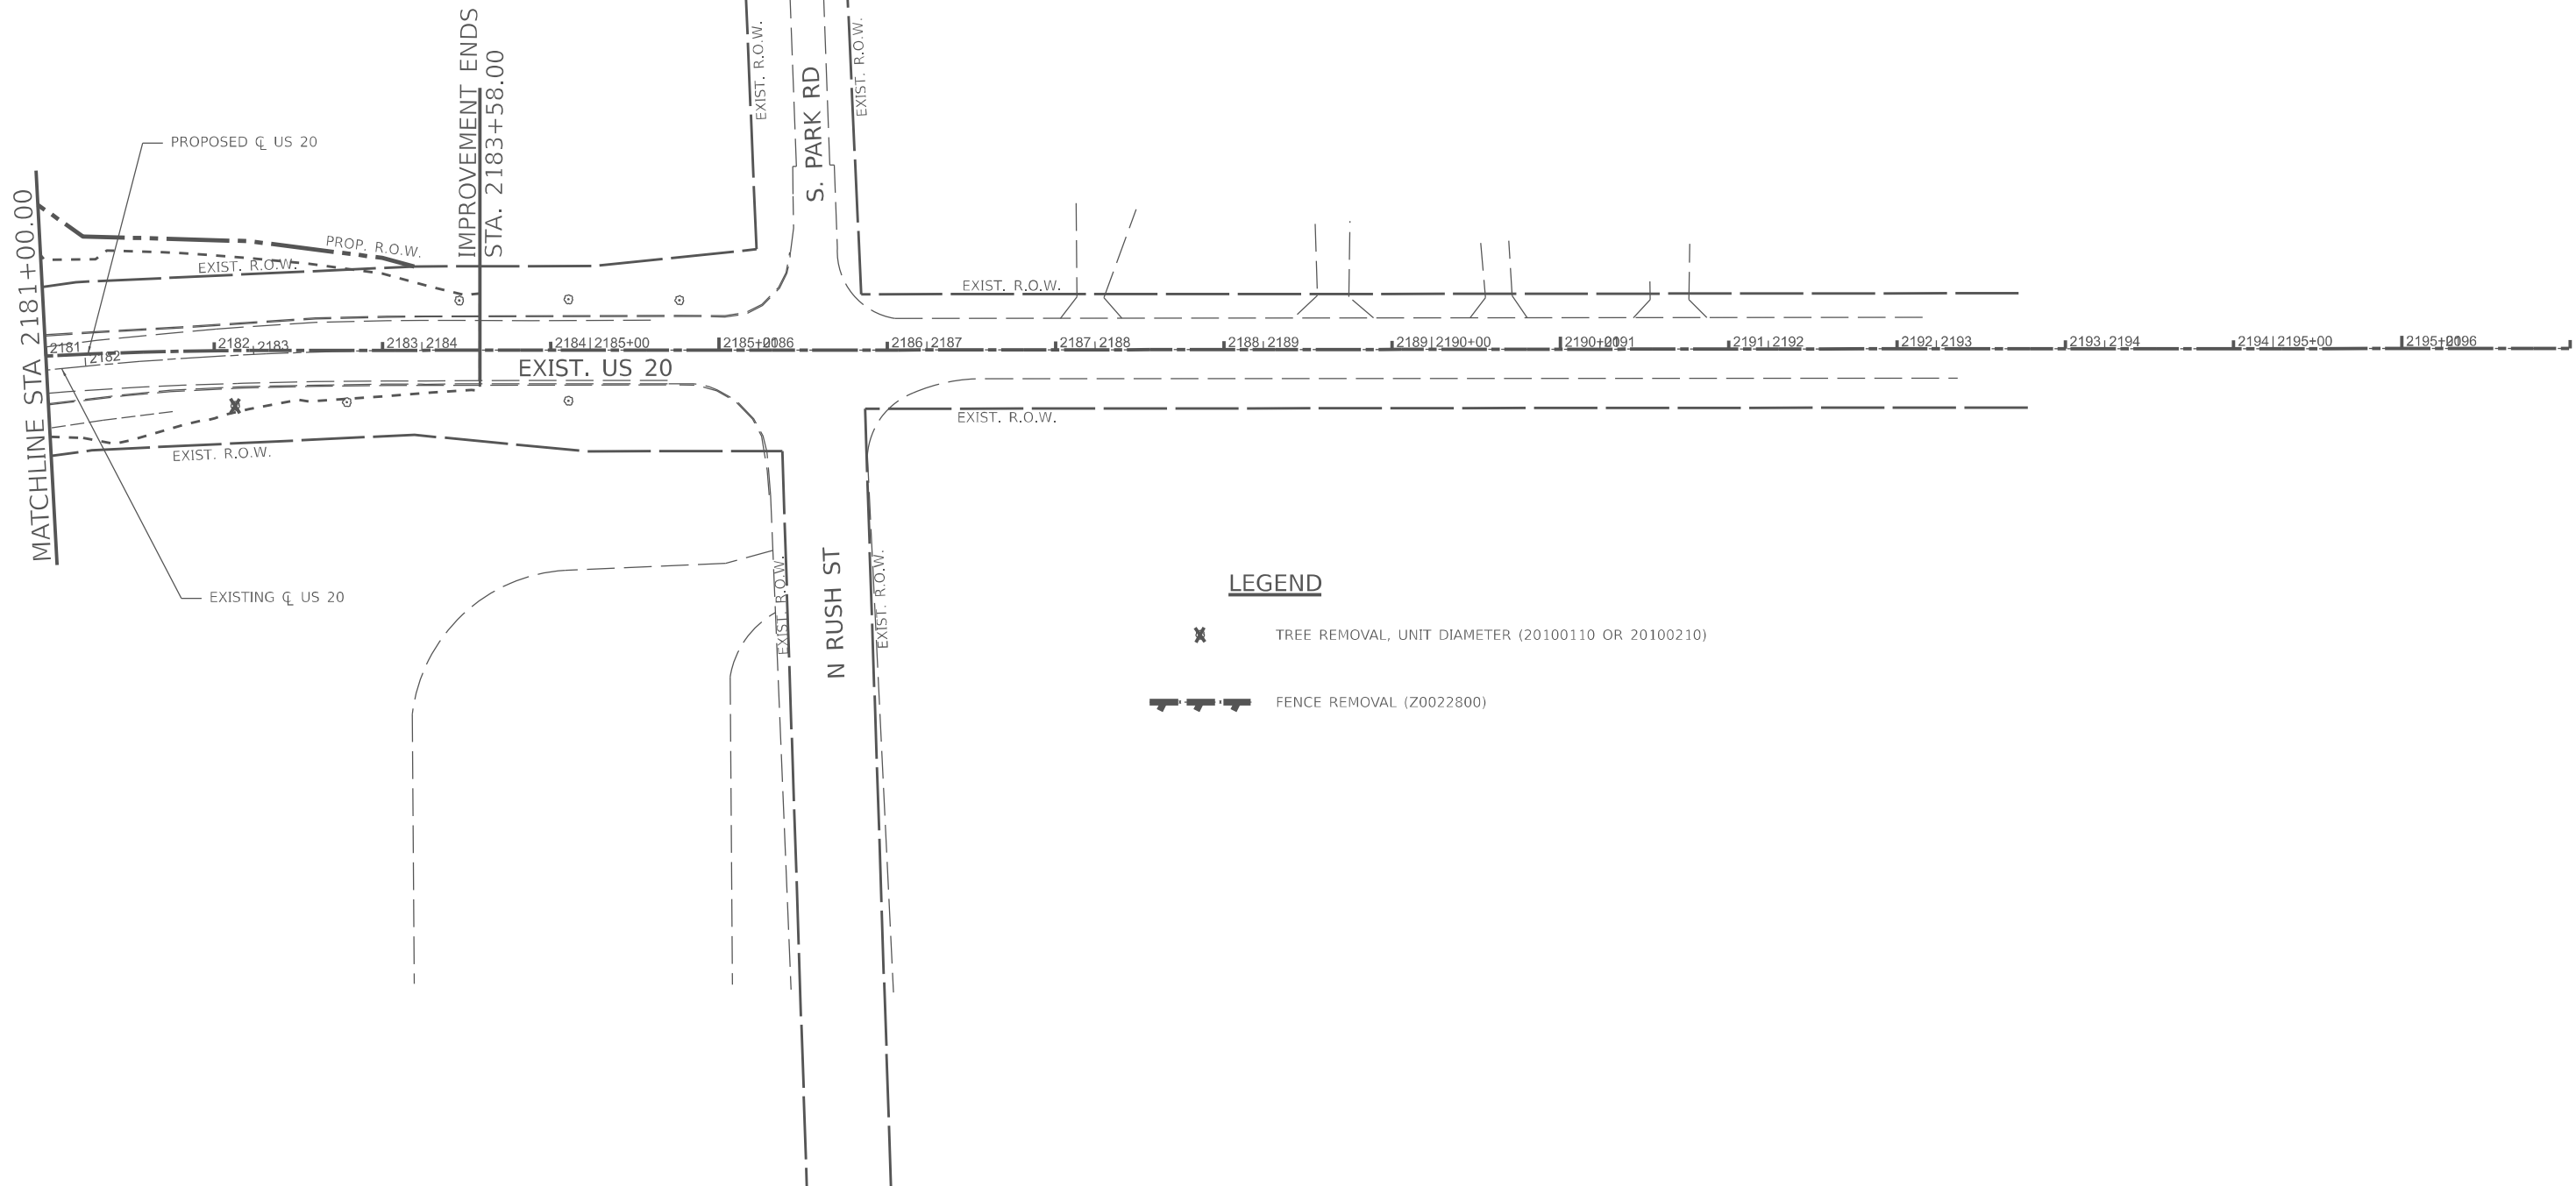 IMPROVEMENT ENDS
STA. 2183+58.00
EXIST. R.O.W.
S. PARK RD
EXIST. R.O.W.
PROPOSED ℄ US 20
MATCHLINE STA 2181+00.00
PROP. R.O.W.
EXIST. R.O.W.
EXIST. R.O.W.
2181 2182 2182 2183 2183 2184 2184 2185+00 2185+00 2186 2186 2187 2187 2188 2188 2189 2189 2190+00 2190+00 2191 2191 2192 2192 2193 2193 2194 2194 2195+00 2195+00 2196
EXIST. US 20
EXIST. R.O.W.
EXIST. R.O.W.
EXISTING ℄ US 20
EXIST. R.O.W.
N RUSH ST
EXIST. R.O.W.
LEGEND
TREE REMOVAL, UNIT DIAMETER (20100110 OR 20100210)
FENCE REMOVAL (Z0022800)